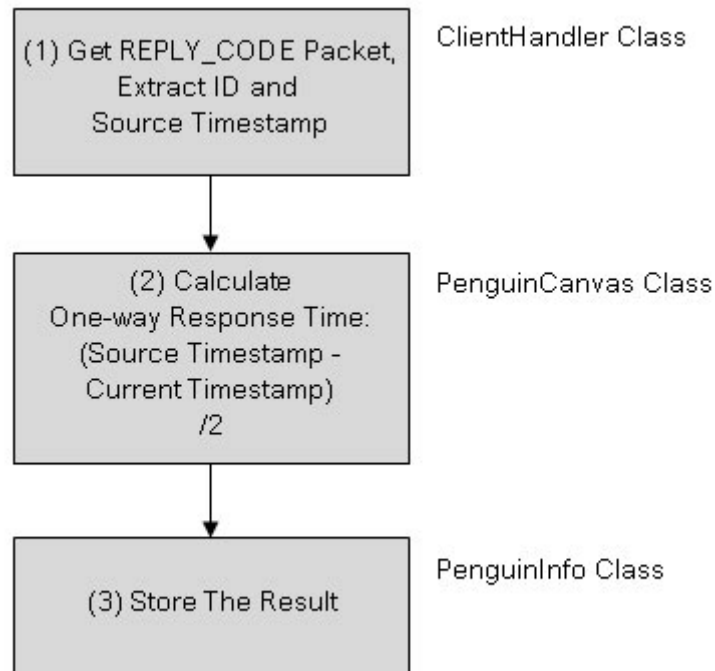 (1) Get REPLY_CODE Packet,
Extract ID and
Source Timestamp
ClientHandler Class
(2) Calculate
One-way Response Time:
(Source Timestamp -
Current Timestamp)
/2
PenguinCanvas Class
(3) Store The Result
PenguinInfo Class